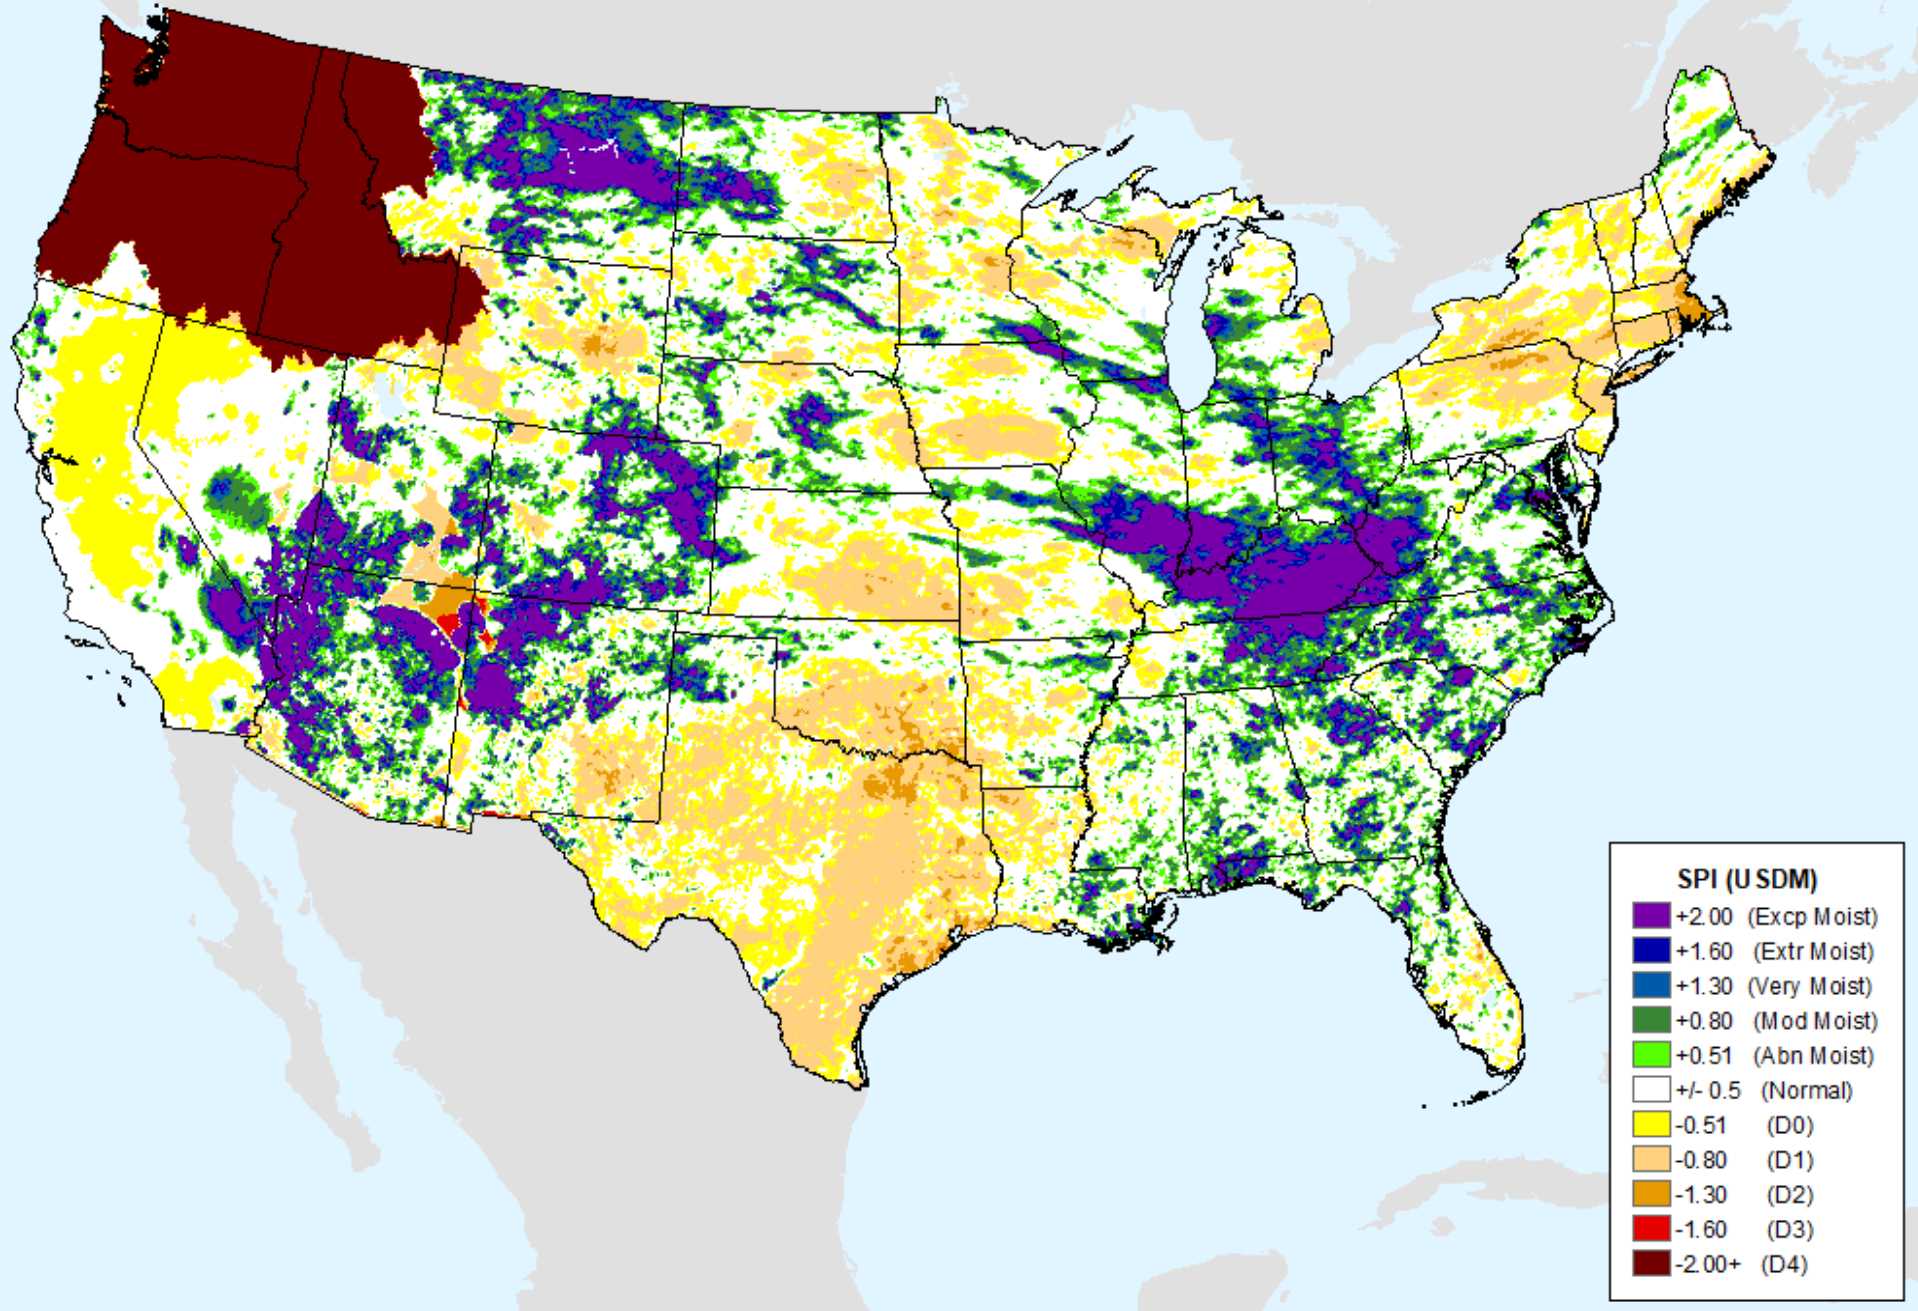 SPI (USDM)
+2.00 (Excp Moist)
+1.60 (Extr Moist)
+1.30 (Very Moist)
+0.80 (Mod Moist)
+0.51 (Abn Moist)
+/- 0.5 (Normal)
-0.51 (D0)
-0.80 (D1)
-1.30 (D2)
-1.60 (D3)
-2.00+ (D4)